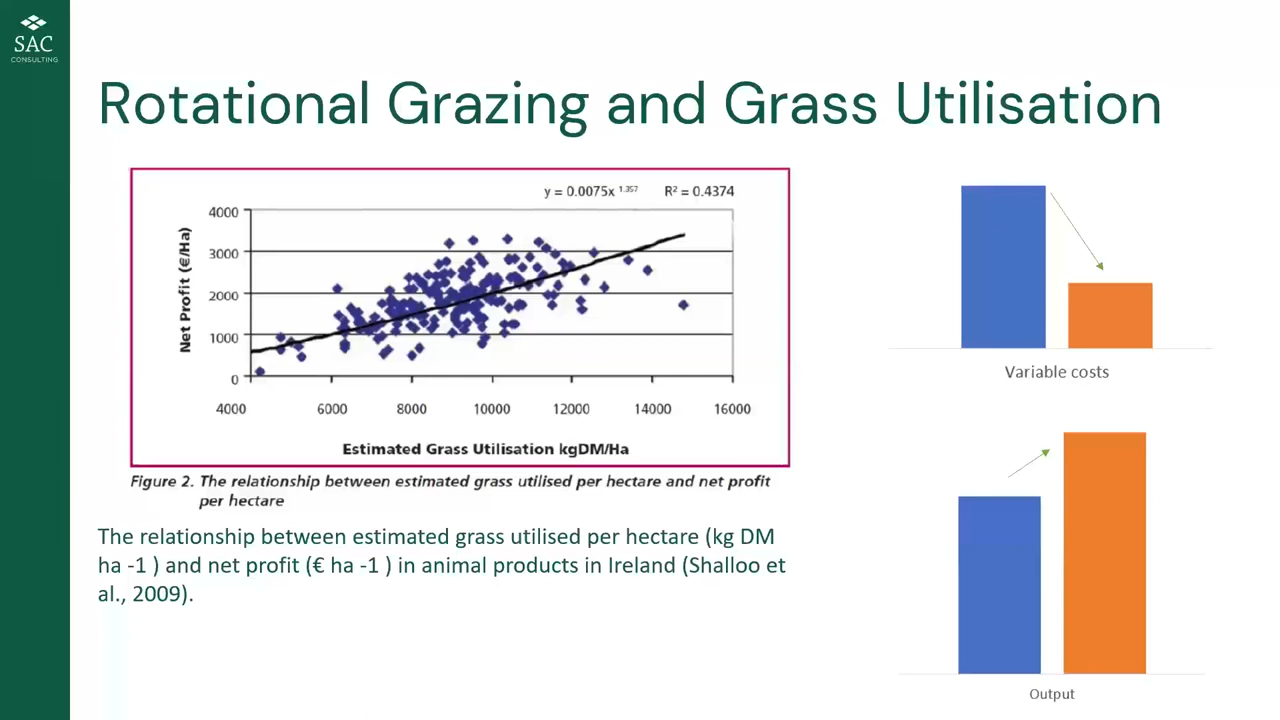 SAC
CONSULTING
Rotational Grazing and Grass Utilisation
y = 0.0075x 1.357 R² = 0.4374
Net Profit (€/Ha)
4000
3000
2000
1000
0
4000 6000 8000 10000 12000 14000 16000
Estimated Grass Utilisation kgDM/Ha
Figure 2. The relationship between estimated grass utilised per hectare and net profit
per hectare
The relationship between estimated grass utilised per hectare (kg DM
ha -1 ) and net profit (€ ha -1 ) in animal products in Ireland (Shalloo et
al., 2009).
Variable costs
Output